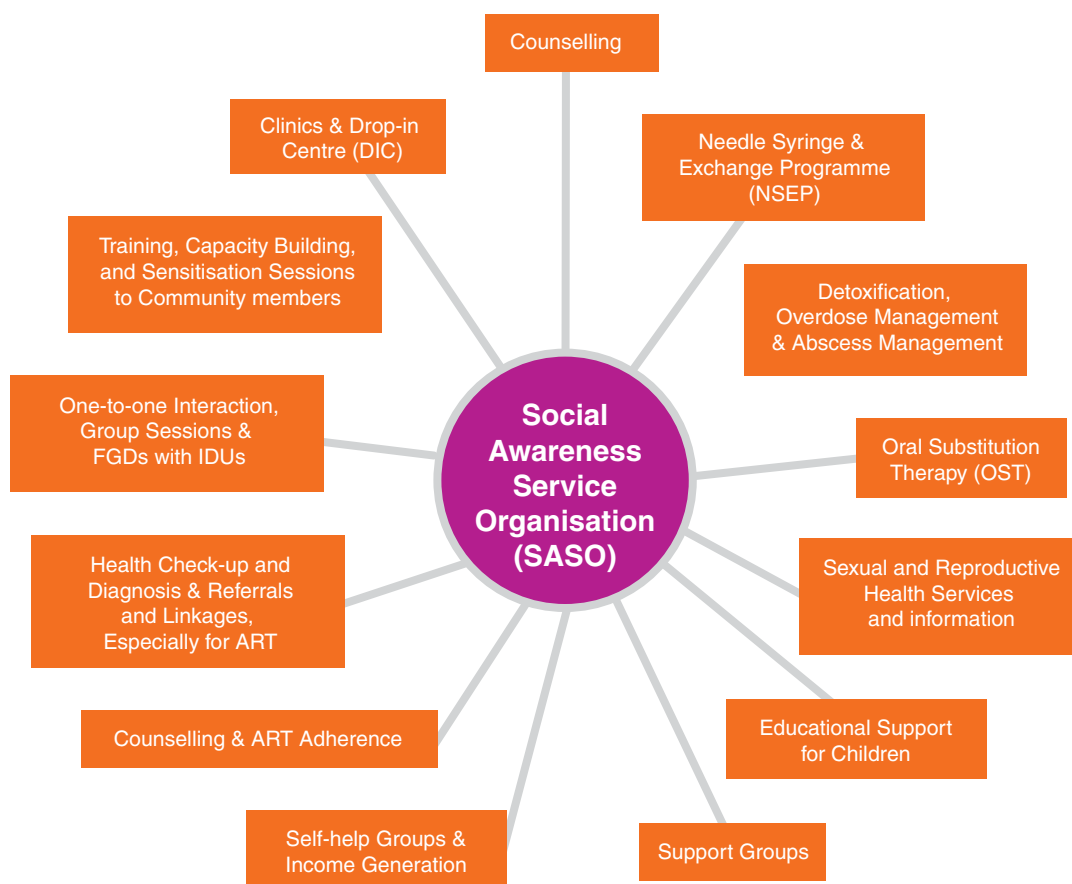 Counselling
Clinics & Drop-in
Centre (DIC)
Needle Syringe &
Exchange Programme
(NSEP)
Training, Capacity Building,
and Sensitisation Sessions
to Community members
Detoxification,
Overdose Management
& Abscess Management
One-to-one Interaction,
Group Sessions &
FGDs with IDUs
Social
Awareness
Service
Organisation
(SASO)
Oral Substitution
Therapy (OST)
Health Check-up and
Diagnosis & Referrals
and Linkages,
Especially for ART
Sexual and Reproductive
Health Services
and information
Counselling & ART Adherence
Educational Support
for Children
Self-help Groups &
Income Generation
Support Groups